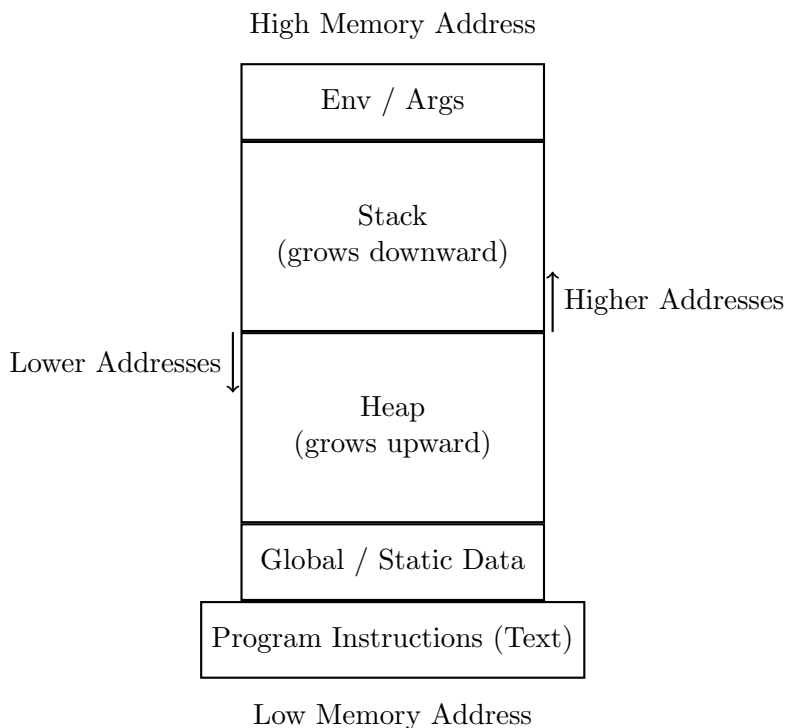 High Memory Address
Env / Args
Stack
(grows downward)
Higher Addresses
Lower Addresses
Heap
(grows upward)
Global / Static Data
Program Instructions (Text)
Low Memory Address